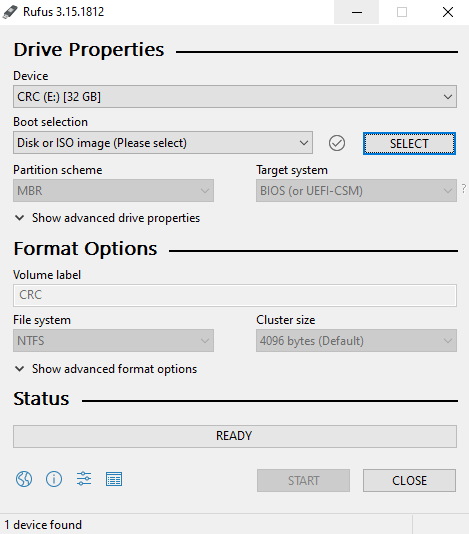 Rufus 3.15.1812
Drive Properties
Device
CRC (E:) [32 GB]
Boot selection
Disk or ISO image (Please select)
SELECT
Partition scheme
Target system
MBR
BIOS (or UEFI-CSM)
?
Show advanced drive properties
Format Options
Volume label
CRC
File system
Cluster size
NTFS
4096 bytes (Default)
Show advanced format options
Status
READY
START
CLOSE
1 device found